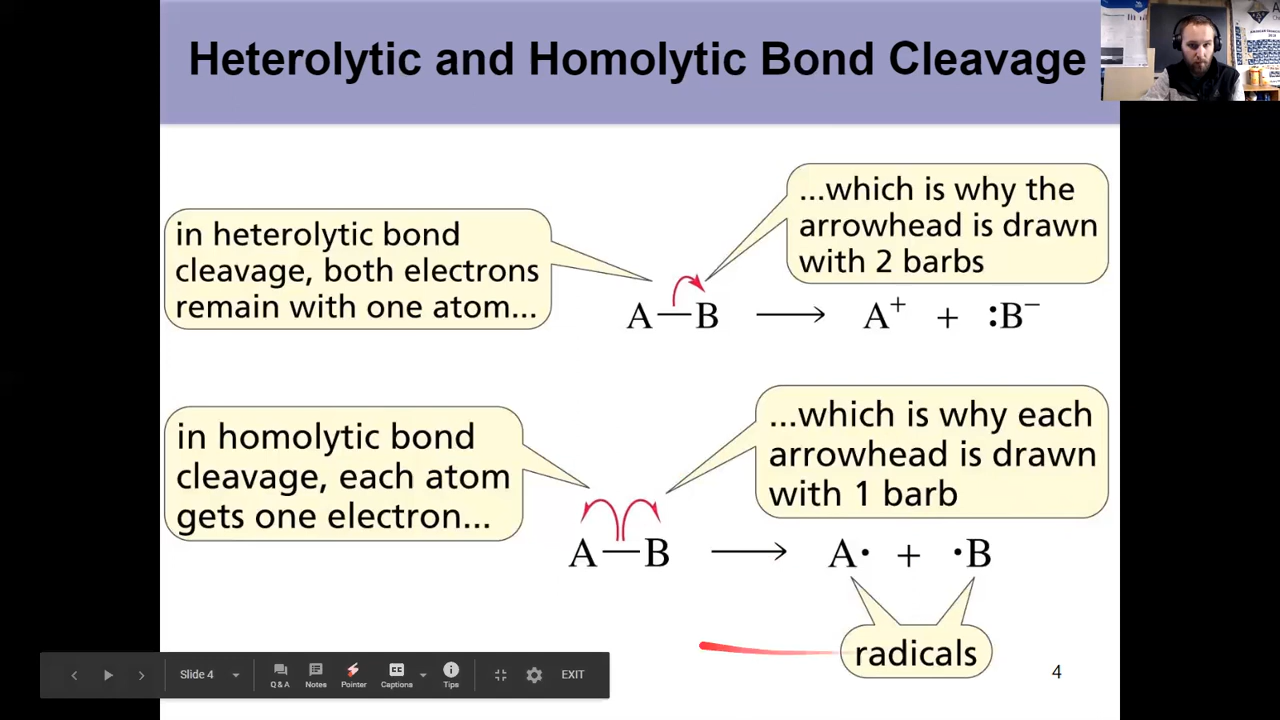 Heterolytic and Homolytic Bond Cleavage
in heterolytic bond
cleavage, both electrons
remain with one atom...
...which is why the
arrowhead is drawn
with 2 barbs
A—B ⟶ A⁺ + :B⁻
in homolytic bond
cleavage, each atom
gets one electron...
...which is why each
arrowhead is drawn
with 1 barb
A—B ⟶ A· + ·B
radicals
4
Slide 4
Q & A
Notes
Pointer
CC
Captions
Tips
EXIT